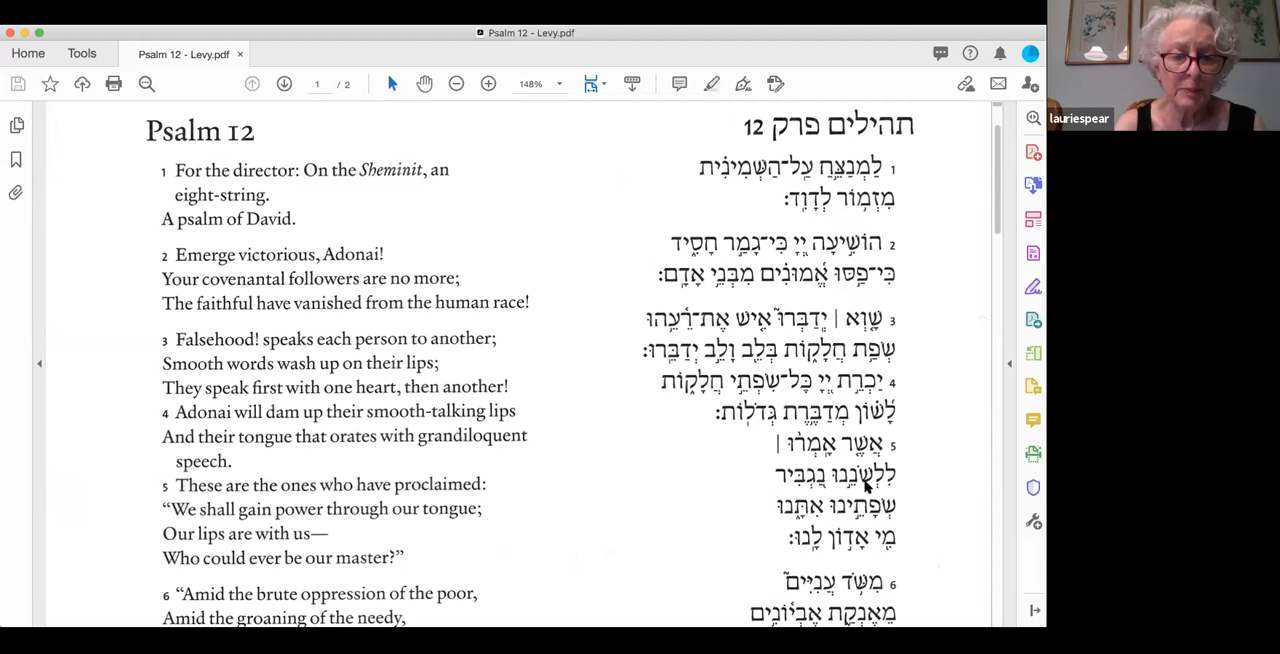 Psalm 12 - Levy.pdf
Home Tools Psalm 12 - Levy.pdf ×
1 / 2 148%
lauriespear
Psalm 12
1 For the director: On the Sheminit, an
eight-string.
A psalm of David.
2 Emerge victorious, Adonai!
Your covenantal followers are no more;
The faithful have vanished from the human race!
3 Falsehood! speaks each person to another;
Smooth words wash up on their lips;
They speak first with one heart, then another!
4 Adonai will dam up their smooth-talking lips
And their tongue that orates with grandiloquent
speech.
5 These are the ones who have proclaimed:
“We shall gain power through our tongue;
Our lips are with us—
Who could ever be our master?”
6 “Amid the brute oppression of the poor,
Amid the groaning of the needy,
תהילים פרק 12
1 לַמְנַצֵּ֥חַ עַֽל־הַשְּׁמִינִ֗ית
מִזְמ֥וֹר לְדָוִֽד׃
2 הוֹשִׁ֣יעָה יְ֭יָ כִּי־גָמַ֣ר חָסִ֑יד
כִּי־פַ֥סּוּ אֱ֝מוּנִ֗ים מִבְּנֵ֥י אָדָֽם׃
3 שָׁ֤וְא ׀ יְֽדַבְּרוּ֮ אִ֤ישׁ אֶת־רֵ֫עֵ֥הוּ
שְׂפַ֥ת חֲלָק֑וֹת בְּלֵ֖ב וָלֵ֣ב יְדַבֵּֽרוּ׃
4 יַכְרֵ֣ת יְ֭יָ כָּל־שִׂפְתֵ֣י חֲלָק֑וֹת
לָ֝שׁ֗וֹן מְדַבֶּ֥רֶת גְּדֹלֽוֹת׃
5 אֲשֶׁ֤ר אָֽמְר֨וּ ׀
לִלְשֹׁנֵ֣נוּ נַ֭גְבִּיר
שְׂפָתֵ֣ינוּ אִתָּ֑נוּ
מִ֖י אָד֣וֹן לָֽנוּ׃
6 מִשֹּׁ֥ד עֲנִיִּים֮
מֵאֶנְקַ֪ת אֶבְי֫וֹנִ֥ים